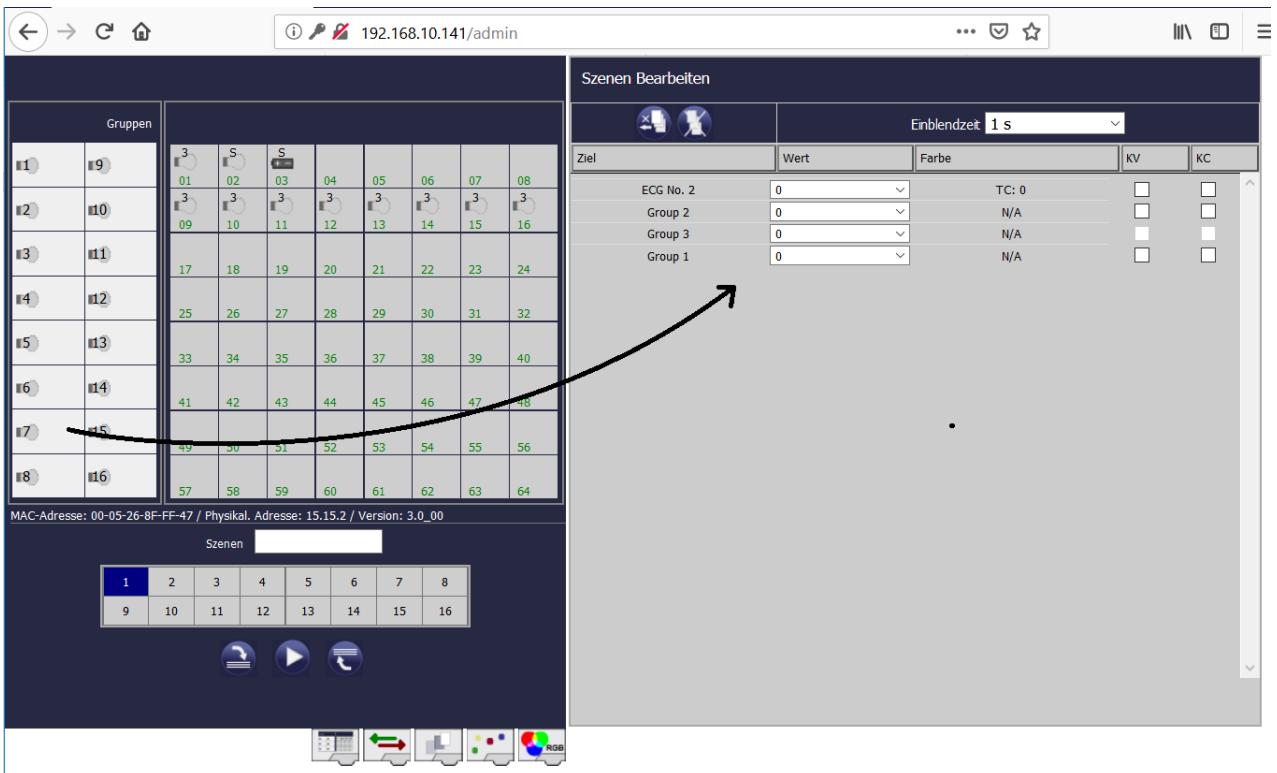 192.168.10.141/admin
Szenen Bearbeiten
Gruppen
Einblendzeit 1 s
Ziel Wert Farbe KV KC
ECG No. 2 0 TC: 0
Group 2 0 N/A
Group 3 0 N/A
Group 1 0 N/A
1 9
2 10
3 11
4 12
5 13
6 14
7 15
8 16
3 S S
01 02 03 04 05 06 07 08
3 3 3 3 3 3 3 3
09 10 11 12 13 14 15 16
17 18 19 20 21 22 23 24
25 26 27 28 29 30 31 32
33 34 35 36 37 38 39 40
41 42 43 44 45 46 47 48
49 50 51 52 53 54 55 56
57 58 59 60 61 62 63 64
MAC-Adresse: 00-05-26-8F-FF-47 / Physikal. Adresse: 15.15.2 / Version: 3.0_00
Szenen
1 2 3 4 5 6 7 8
9 10 11 12 13 14 15 16
RGB